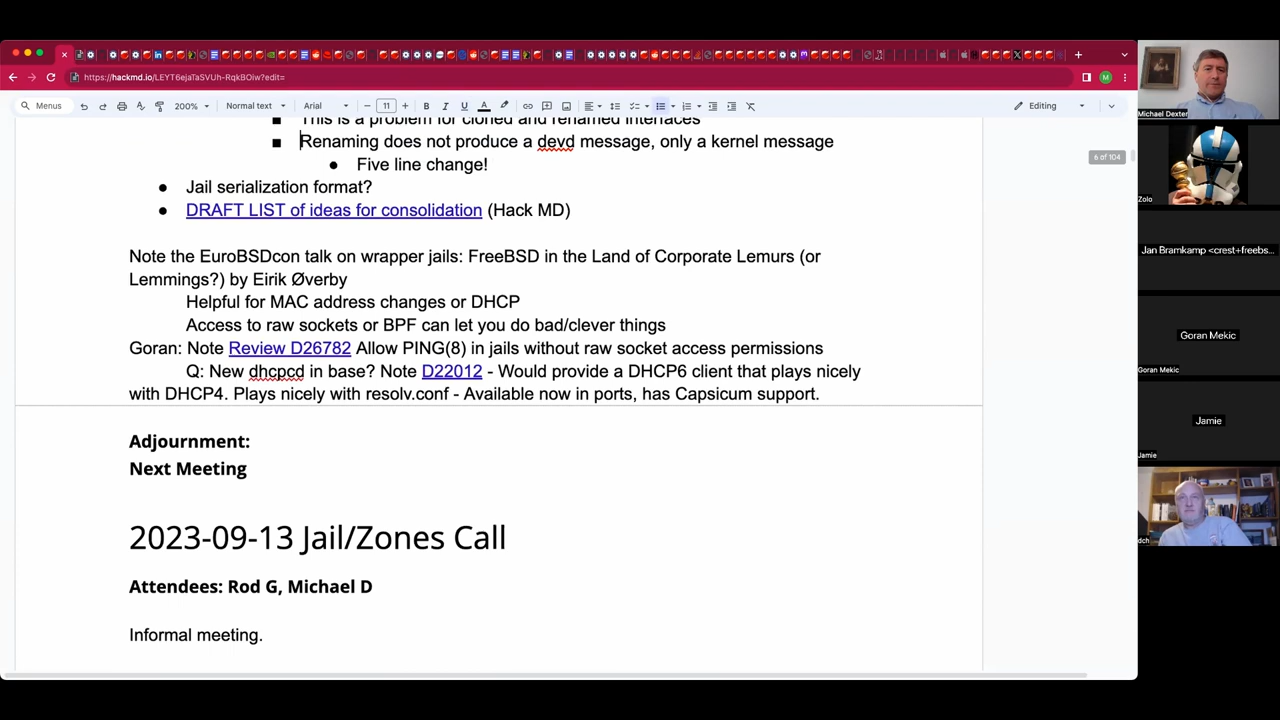 https://hackmd.io/LEYT6ejaTaSVUh-RqkBOiw?edit=
M
Menus
200%
Normal text
Arial
11
B I U A
Editing
This is a problem for cloned and renamed interfaces
Renaming does not produce a devd message, only a kernel message
Five line change!
6 of 104
Jail serialization format?
DRAFT LIST of ideas for consolidation (Hack MD)
Note the EuroBSDcon talk on wrapper jails: FreeBSD in the Land of Corporate Lemurs (or
Lemmings?) by Eirik Øverby
Helpful for MAC address changes or DHCP
Access to raw sockets or BPF can let you do bad/clever things
Goran: Note Review D26782 Allow PING(8) in jails without raw socket access permissions
Q: New dhcpcd in base? Note D22012 - Would provide a DHCP6 client that plays nicely
with DHCP4. Plays nicely with resolv.conf - Available now in ports, has Capsicum support.
Adjournment:
Next Meeting
2023-09-13 Jail/Zones Call
Attendees: Rod G, Michael D
Informal meeting.
Michael Dexter
Zolo
Jan Bramkamp <crest+freebs...
Goran Mekic
Goran Mekic
Jamie
Jamie
dch